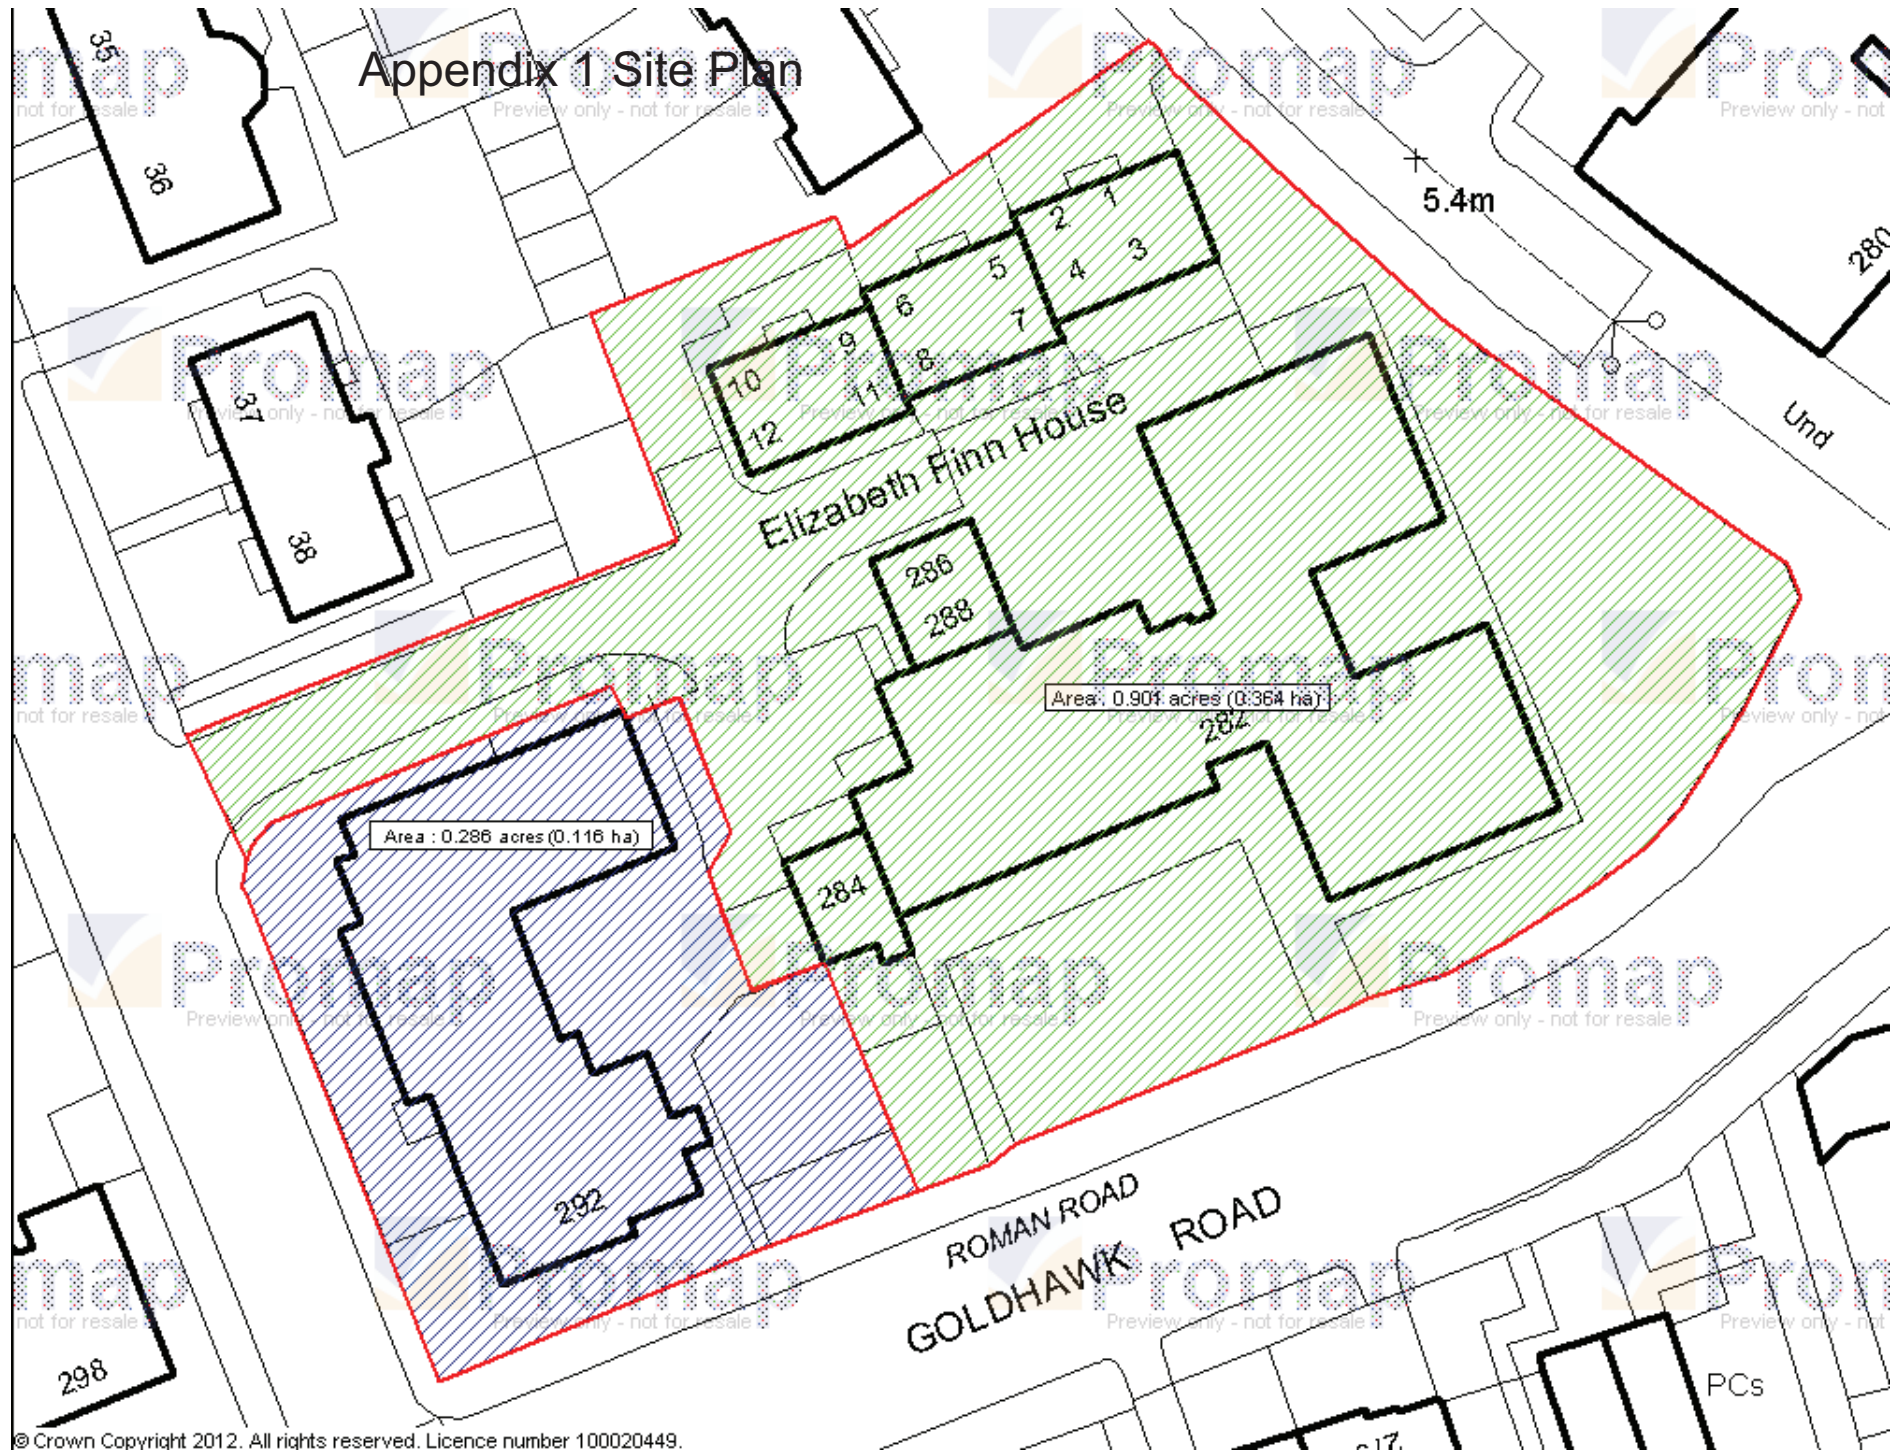 Appendix 1 Site Plan
35
36
37
38
5.4m
280
Und
1
2
3
4
5
6
7
8
9
10
11
12
Elizabeth Finn House
286
288
Area : 0.901 acres (0.364 ha)
282
Area : 0.286 acres (0.116 ha)
284
292
298
ROMAN ROAD
GOLDHAWK ROAD
PCs
Promap
Preview only - not for resale
© Crown Copyright 2012. All rights reserved. Licence number 100020449.